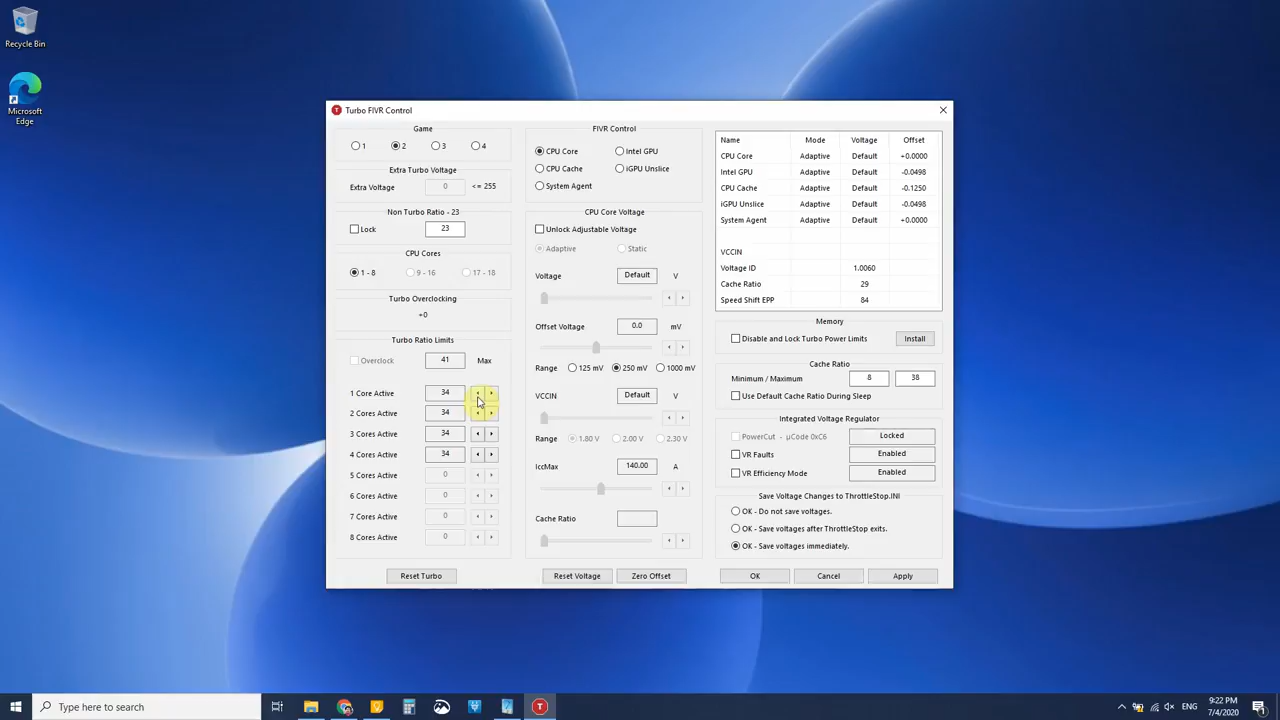 Recycle Bin
Microsoft
Edge
Turbo FIVR Control
Game
1 2 3 4
Extra Turbo Voltage
Extra Voltage 0 <= 255
Non Turbo Ratio - 23
Lock 23
CPU Cores
1 - 8 9 - 16 17 - 18
Turbo Overclocking
+0
Turbo Ratio Limits
Overclock 41 Max
1 Core Active 34
2 Cores Active 34
3 Cores Active 34
4 Cores Active 34
5 Cores Active 0
6 Cores Active 0
7 Cores Active 0
8 Cores Active 0
Reset Turbo
FIVR Control
CPU Core Intel GPU
CPU Cache iGPU Unslice
System Agent
CPU Core Voltage
Unlock Adjustable Voltage
Adaptive Static
Voltage Default V
Offset Voltage 0.0 mV
Range 125 mV 250 mV 1000 mV
VCCIN Default V
Range 1.80 V 2.00 V 2.30 V
IccMax 140.00 A
Cache Ratio
Reset Voltage Zero Offset
Name Mode Voltage Offset
CPU Core Adaptive Default +0.0000
Intel GPU Adaptive Default -0.0498
CPU Cache Adaptive Default -0.1250
iGPU Unslice Adaptive Default -0.0498
System Agent Adaptive Default +0.0000
VCCIN
Voltage ID 1.0060
Cache Ratio 29
Speed Shift EPP 84
Memory
Disable and Lock Turbo Power Limits Install
Cache Ratio
Minimum / Maximum 8 38
Use Default Cache Ratio During Sleep
Integrated Voltage Regulator
PowerCut - µCode 0xC6 Locked
VR Faults Enabled
VR Efficiency Mode Enabled
Save Voltage Changes to ThrottleStop.INI
OK - Do not save voltages.
OK - Save voltages after ThrottleStop exits.
OK - Save voltages immediately.
OK Cancel Apply
Type here to search
9:22 PM
7/4/2020